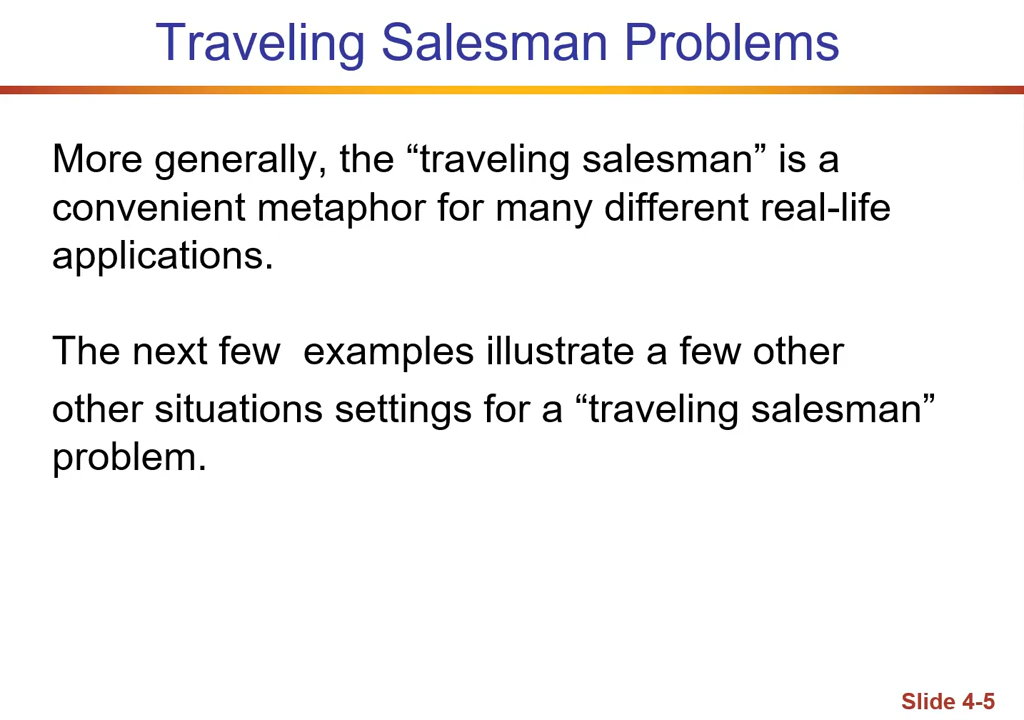 Traveling Salesman Problems
More generally, the “traveling salesman” is a
convenient metaphor for many different real-life
applications.
The next few  examples illustrate a few other
other situations settings for a “traveling salesman”
problem.
Slide 4-5